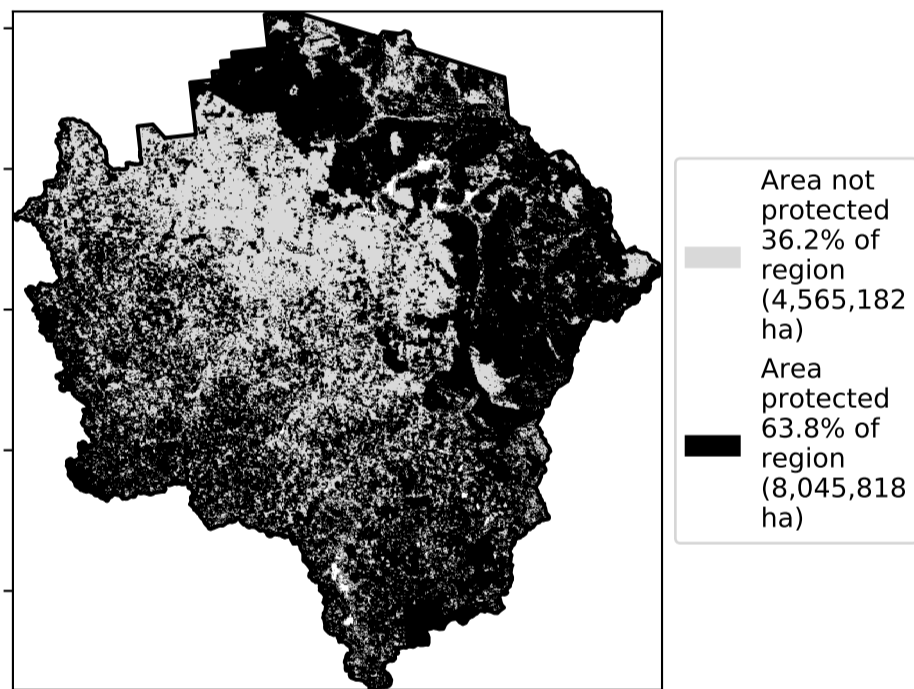 Area not
protected
36.2% of
region
(4,565,182
ha)
Area
protected
63.8% of
region
(8,045,818
ha)